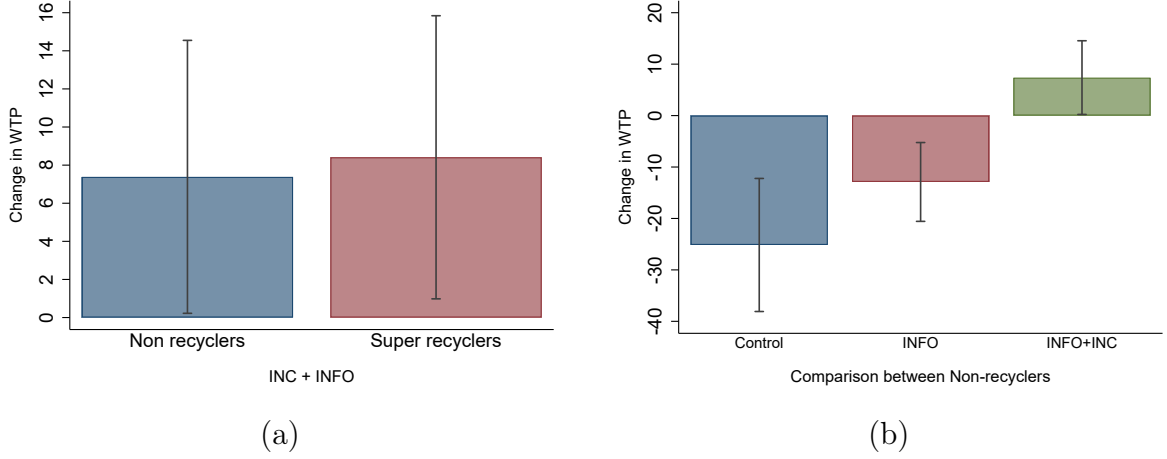 Change in WTP
16
14
12
10
8
6
4
2
0
Non recyclers Super recyclers
INC + INFO
(a)
Change in WTP
20
10
0
-10
-20
-30
-40
Control INFO INFO+INC
Comparison between Non-recyclers
(b)